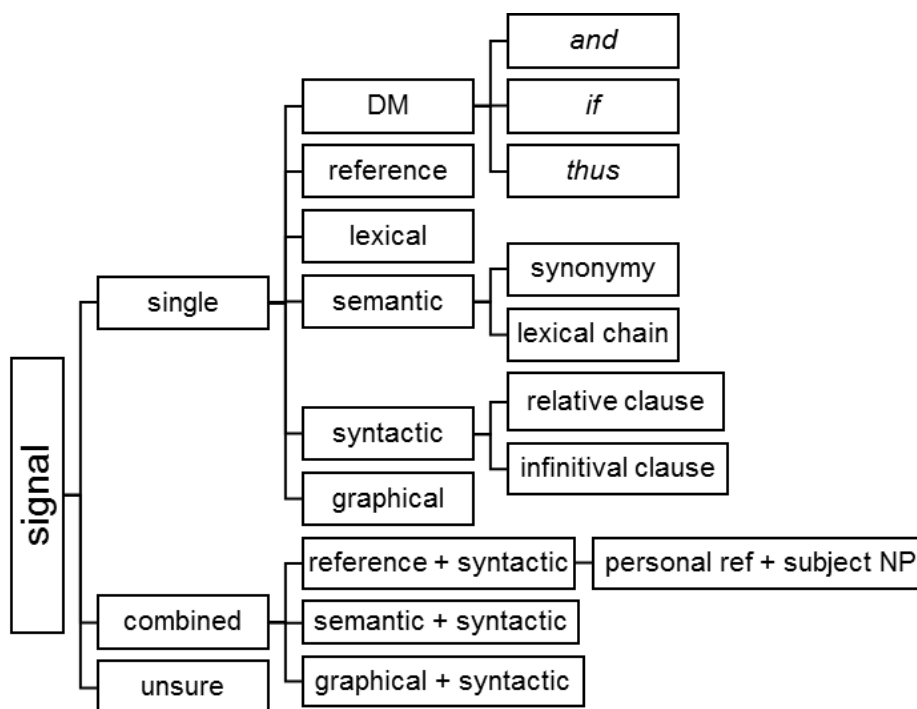 signal
single
DM
and
if
thus
reference
lexical
semantic
synonymy
lexical chain
syntactic
relative clause
infinitival clause
graphical
combined
reference + syntactic
personal ref + subject NP
semantic + syntactic
graphical + syntactic
unsure